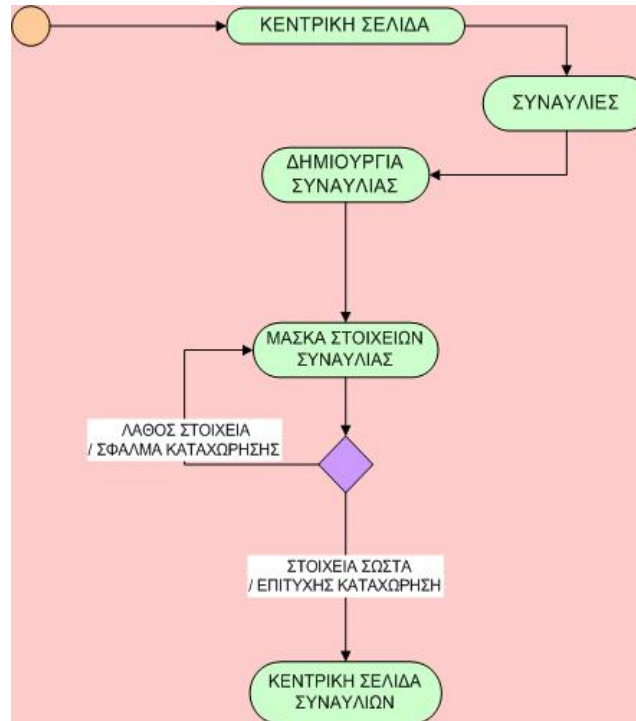 ΚΕΝΤΡΙΚΗ ΣΕΛΙΔΑ
ΣΥΝΑΥΛΙΕΣ
ΔΗΜΙΟΥΡΓΙΑ
ΣΥΝΑΥΛΙΑΣ
ΜΑΣΚΑ ΣΤΟΙΧΕΙΩΝ
ΣΥΝΑΥΛΙΑΣ
ΛΑΘΟΣ ΣΤΟΙΧΕΙΑ
/ ΣΦΑΛΜΑ ΚΑΤΑΧΩΡΗΣΗΣ
ΣΤΟΙΧΕΙΑ ΣΩΣΤΑ
/ ΕΠΙΤΥΧΗΣ ΚΑΤΑΧΩΡΗΣΗ
ΚΕΝΤΡΙΚΗ ΣΕΛΙΔΑ
ΣΥΝΑΥΛΙΩΝ